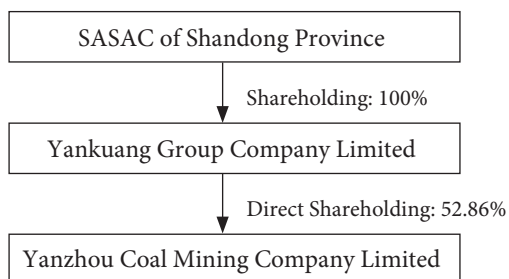 SASAC of Shandong Province
Shareholding: 100%
Yankuang Group Company Limited
Direct Shareholding: 52.86%
Yanzhou Coal Mining Company Limited